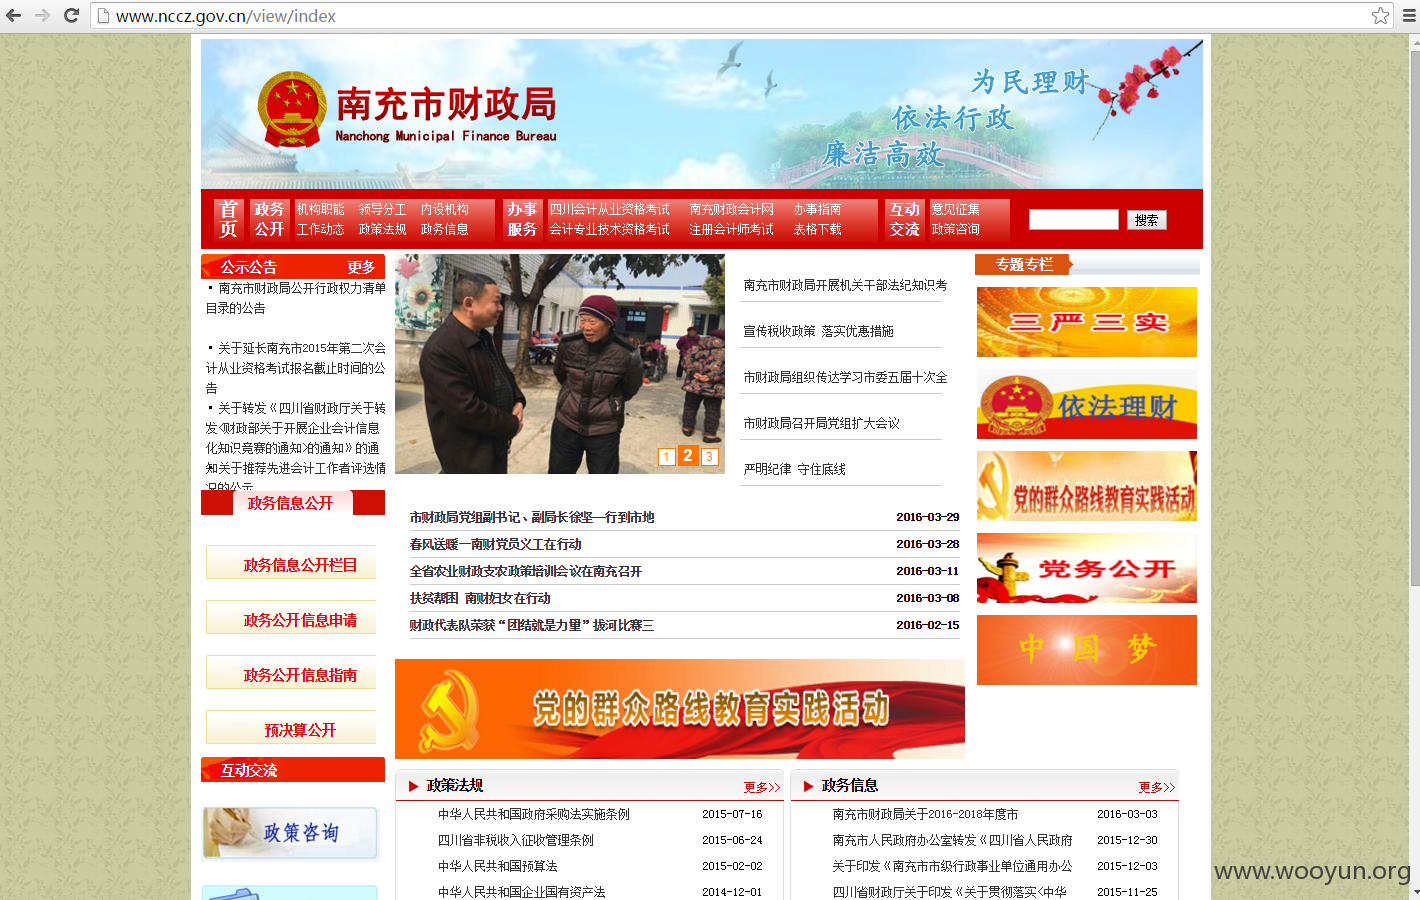 www.nccz.gov.cn/view/index
南充市财政局
Nanchong Municipal Finance Bureau
为民理财
依法行政
廉洁高效
首页
政务公开
机构职能 领导分工 内设机构
工作动态 政策法规 政务信息
办事服务
四川会计从业资格考试 南充财政会计网 办事指南
会计专业技术资格考试 注册会计师考试 表格下载
互动交流
意见征集
政策咨询
搜索
公示公告 更多
南充市财政局公开行政权力清单
目录的公告
关于延长南充市2015年第二次会
计从业资格考试报名截止时间的公
告
关于转发《四川省财政厅关于转
发<财政部关于开展企业会计信息
化知识竞赛的通知>的通知》的通
知关于推荐先进会计工作者评选情
况的公示
政务信息公开
政务信息公开栏目
政务公开信息申请
政务公开信息指南
预决算公开
互动交流
政策咨询
1 2 3
南充市财政局开展机关干部法纪知识考
宣传税收政策 落实优惠措施
市财政局组织传达学习市委五届十次全
市财政局召开局党组扩大会议
严明纪律 守住底线
市财政局党组副书记、副局长徐坚一行到市地 2016-03-29
春风送暖一南财党员义工在行动 2016-03-28
全省农业财政支农政策培训会议在南充召开 2016-03-11
扶贫帮困 南财妇女在行动 2016-03-08
财政代表队荣获“团结就是力量”拔河比赛三 2016-02-15
党的群众路线教育实践活动
政策法规 更多>>
中华人民共和国政府采购法实施条例 2015-07-16
四川省非税收入征收管理条例 2015-06-24
中华人民共和国预算法 2015-02-02
中华人民共和国企业国有资产法 2014-12-01
政务信息 更多>>
南充市财政局关于2016-2018年度市 2016-03-03
南充市人民政府办公室转发《四川省人民政府 2015-12-30
关于印发《南充市市级行政事业单位通用办公 2015-12-03
四川省财政厅关于印发《关于贯彻落实<中华 2015-11-25
专题专栏
三严三实
依法理财
党的群众路线教育实践活动
党务公开
中国梦
www.wooyun.org